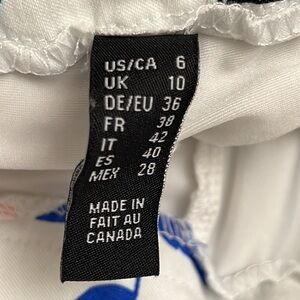 US/CA 6
UK 10
DE/EU 36
FR 38
IT 42
ES 40
MEX 28
MADE IN
FAIT AU
CANADA